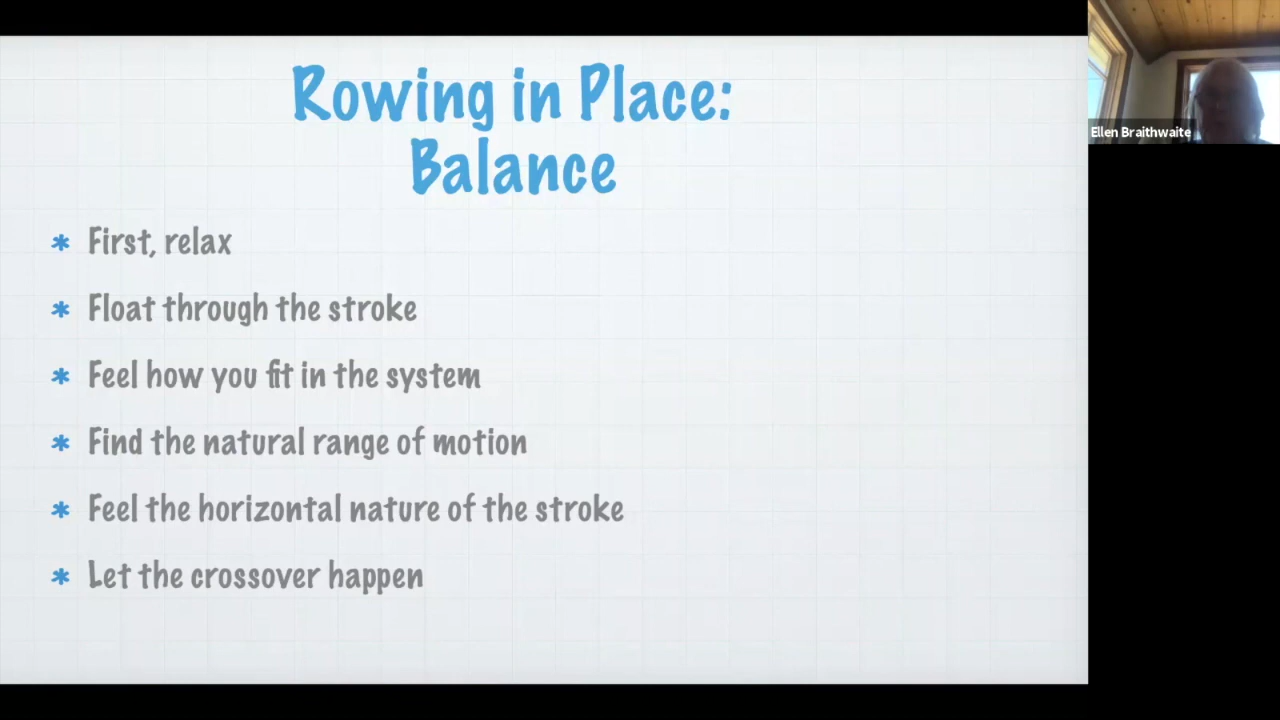 Rowing in Place:
Balance
* First, relax
* Float through the stroke
* Feel how you fit in the system
* Find the natural range of motion
* Feel the horizontal nature of the stroke
* Let the crossover happen
Ellen Braithwaite